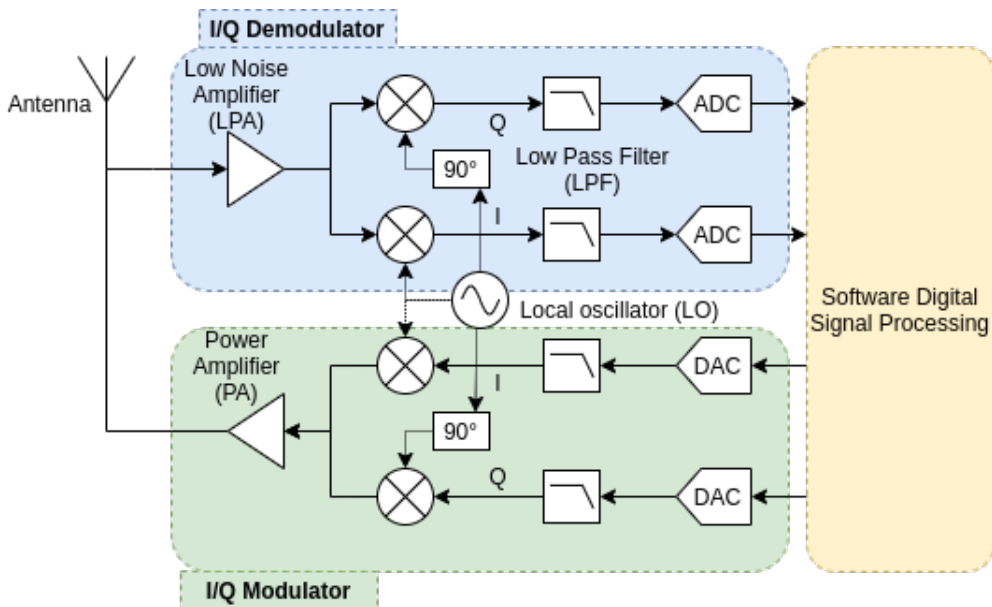 I/Q Demodulator
Antenna
Low Noise
Amplifier
(LPA)
Q
ADC
90°
Low Pass Filter
(LPF)
I
ADC
Local oscillator (LO)
Software Digital
Signal Processing
Power
Amplifier
(PA)
I
DAC
90°
Q
DAC
I/Q Modulator